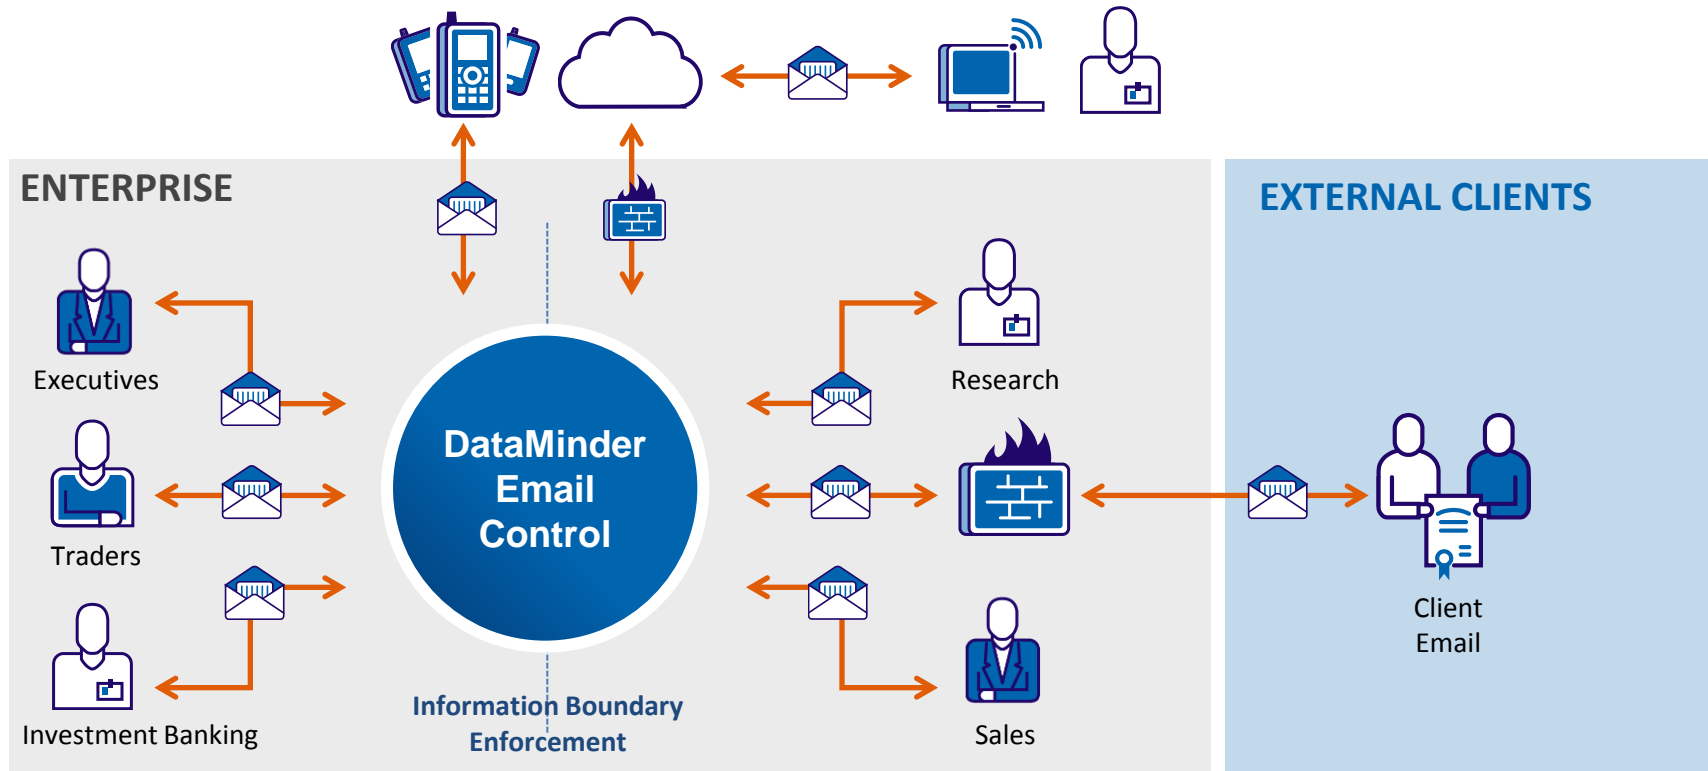 ENTERPRISE
EXTERNAL CLIENTS
Executives
Research
DataMinder
Email
Control
Traders
Client
Email
Information Boundary
Enforcement
Investment Banking
Sales